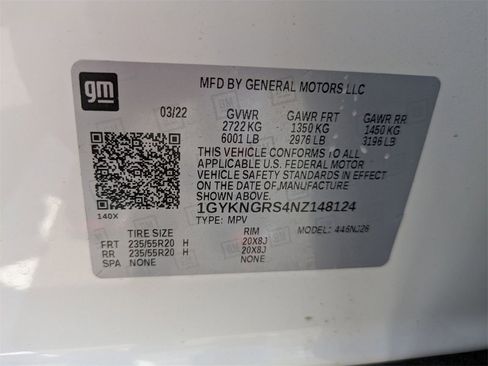 gm
MFD BY GENERAL MOTORS LLC
03/22 GVWR GAWR FRT GAWR RR
2722 KG 1350 KG 1450 KG
6001 LB 2976 LB 3196 LB
THIS VEHICLE CONFORMS TO ALL
APPLICABLE U.S. FEDERAL MOTOR
VEHICLE SAFETY STANDARDS IN EFFECT
ON THE DATE OF MANUFACTURE SHOWN ABOVE.
1GYKNGRS4NZ148124
140X TYPE: MPV MODEL: 446NJ26
TIRE SIZE RIM
FRT 235/55R20 H 20X8J
RR 235/55R20 H 20X8J
SPA NONE NONE